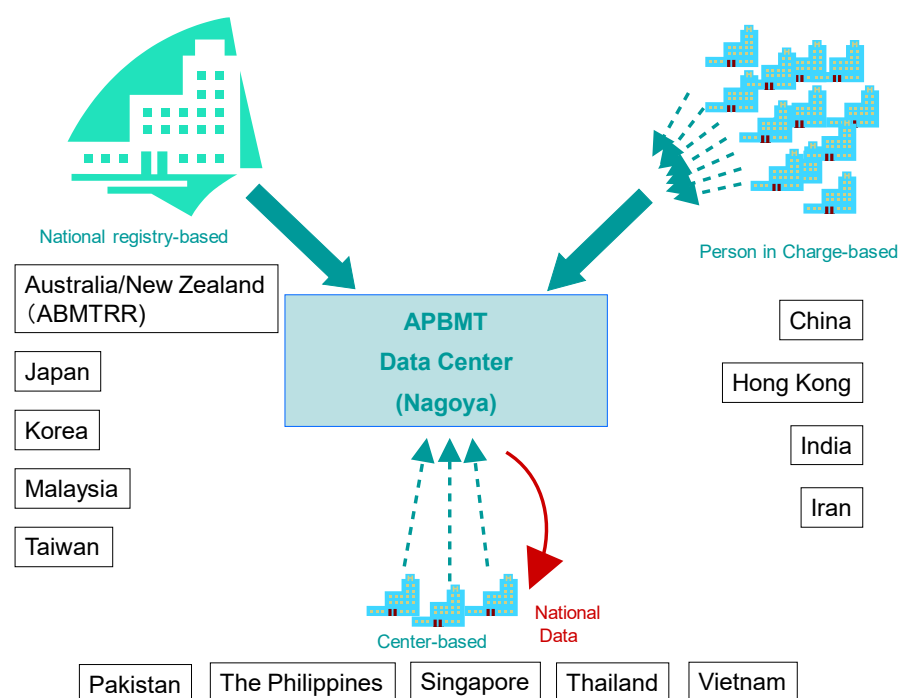 National registry-based
Person in Charge-based
Australia/New Zealand
（ABMTRR)
Japan
Korea
Malaysia
Taiwan
APBMT
Data Center
(Nagoya)
China
Hong Kong
India
Iran
Center-based
National
Data
Pakistan
The Philippines
Singapore
Thailand
Vietnam